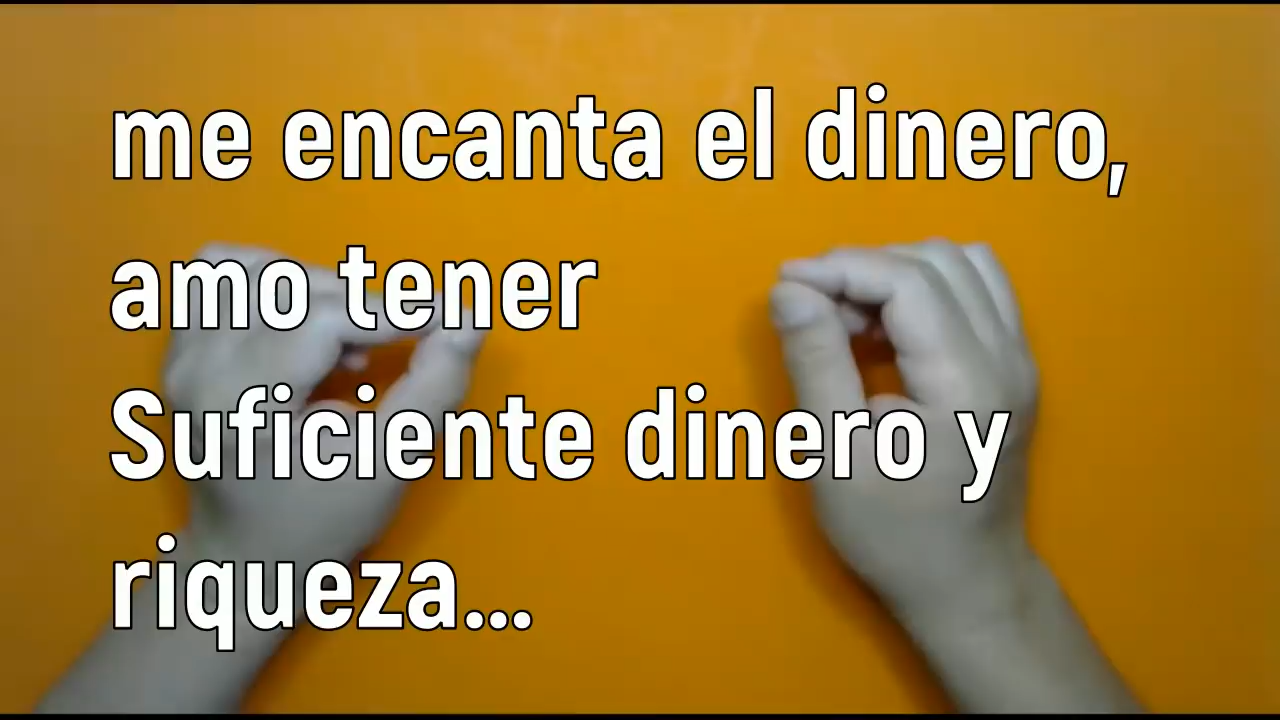 me encanta el dinero,
amo tener
Suficiente dinero y
riqueza...